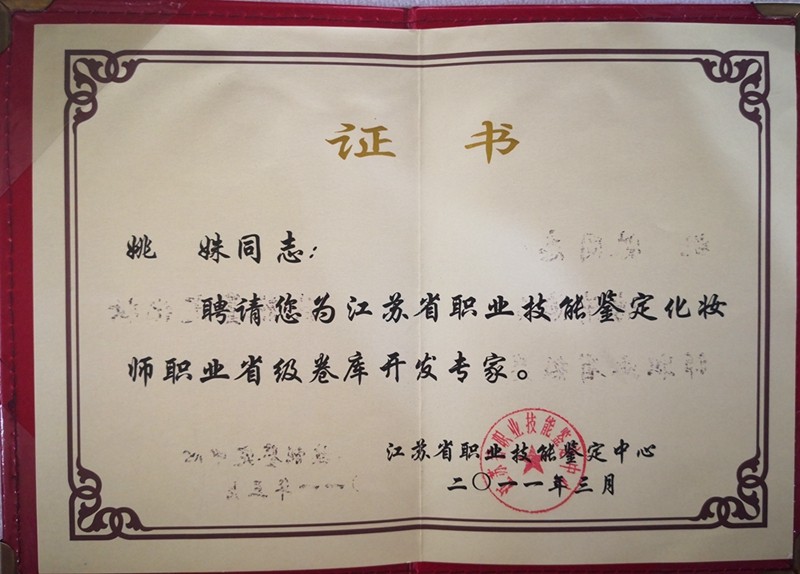 证 书
姚 姝同志:
聘请您为江苏省职业技能鉴定化妆
师职业省级卷库开发专家。
江苏省职业技能鉴定中心
二〇一一年三月